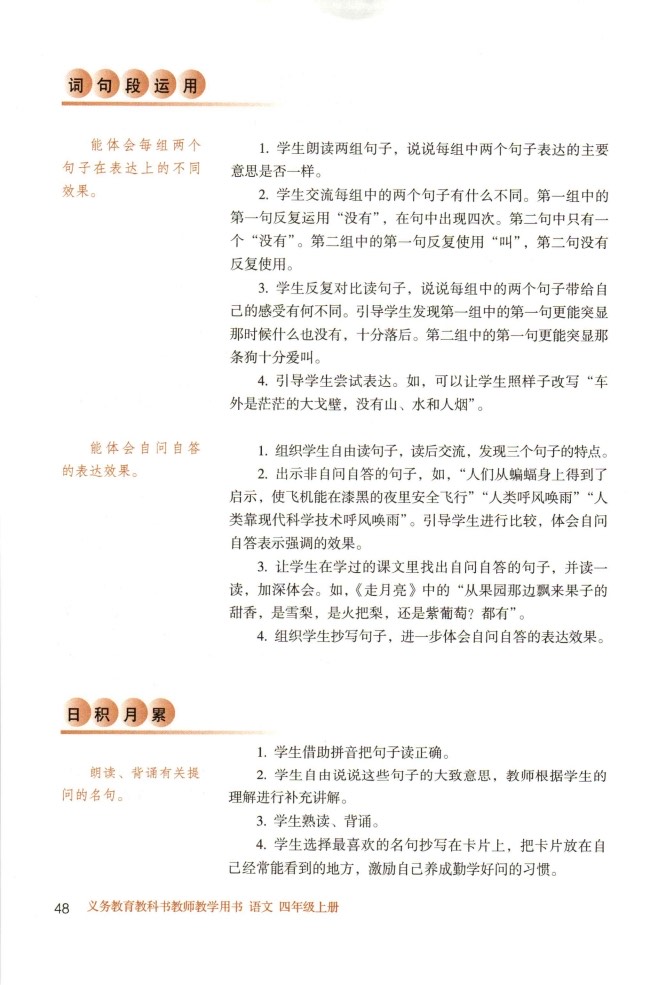 词句段运用
能体会每组两个
句子在表达上的不同
效果。
1. 学生朗读两组句子，说说每组中两个句子表达的主要
意思是否一样。
2. 学生交流每组中的两个句子有什么不同。第一组中的
第一句反复运用“没有”，在句中出现四次。第二句中只有一
个“没有”。第二组中的第一句反复使用“叫”，第二句没有
反复使用。
3. 学生反复对比读句子，说说每组中的两个句子带给自
己的感受有何不同。引导学生发现第一组中的第一句更能突显
那时候什么也没有，十分落后。第二组中的第一句更能突显那
条狗十分爱叫。
4. 引导学生尝试表达。如，可以让学生照样子改写“车
外是茫茫的大戈壁，没有山、水和人烟”。
能体会自问自答
的表达效果。
1. 组织学生自由读句子，读后交流，发现三个句子的特点。
2. 出示非自问自答的句子，如，“人们从蝙蝠身上得到了
启示，使飞机能在漆黑的夜里安全飞行”“人类呼风唤雨”“人
类靠现代科学技术呼风唤雨”。引导学生进行比较，体会自问
自答表示强调的效果。
3. 让学生在学过的课文里找出自问自答的句子，并读一
读，加深体会。如，《走月亮》中的“从果园那边飘来果子的
甜香，是雪梨，是火把梨，还是紫葡萄？都有”。
4. 组织学生抄写句子，进一步体会自问自答的表达效果。
日积月累
朗读、背诵有关提
问的名句。
1. 学生借助拼音把句子读正确。
2. 学生自由说说这些句子的大致意思，教师根据学生的
理解进行补充讲解。
3. 学生熟读、背诵。
4. 学生选择最喜欢的名句抄写在卡片上，把卡片放在自
己经常能看到的地方，激励自己养成勤学好问的习惯。
48 义务教育教科书教师教学用书 语文 四年级上册